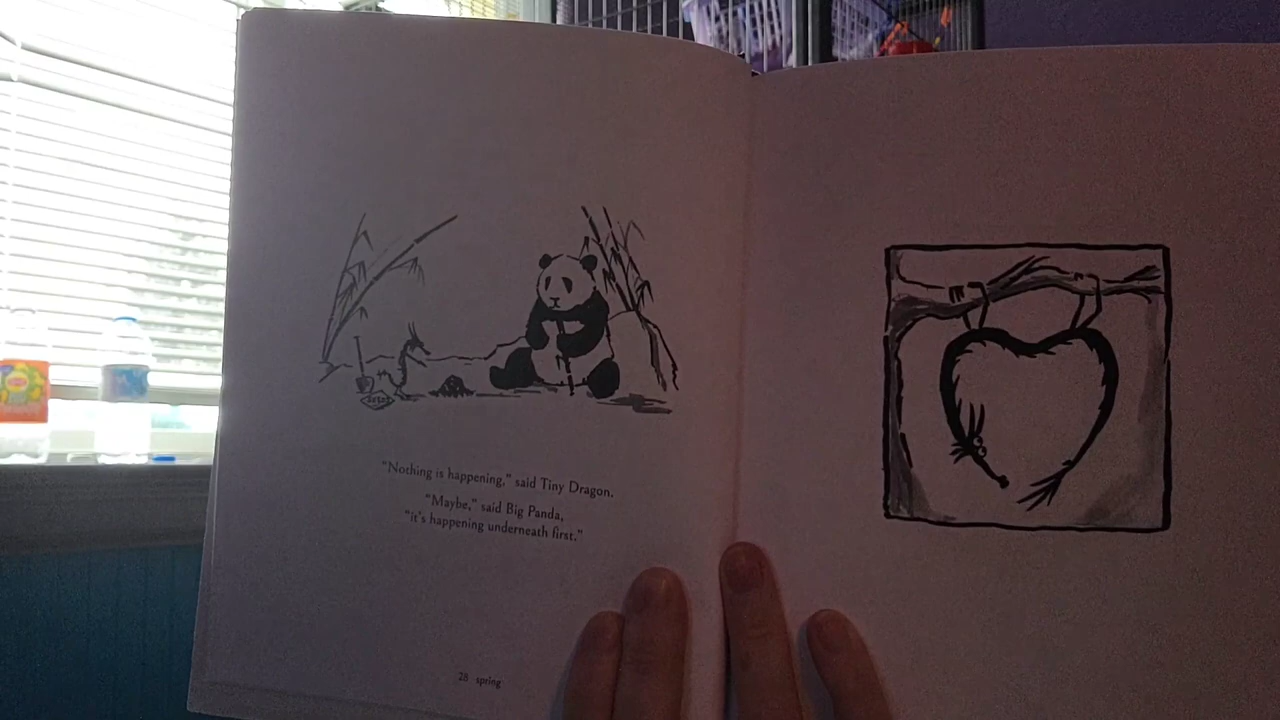 "Nothing is happening," said Tiny Dragon.
"Maybe," said Big Panda,
"it's happening underneath first."
28 spring